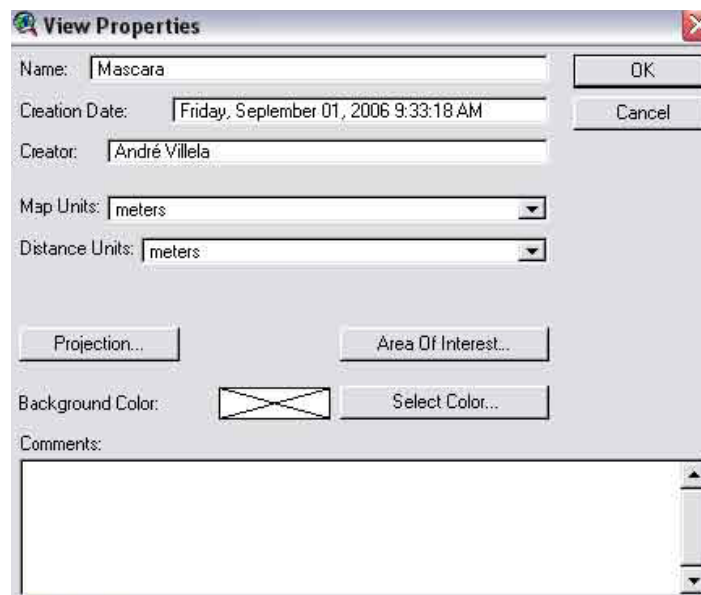 View Properties
Name: Mascara
OK
Creation Date: Friday, September 01, 2006 9:33:18 AM
Cancel
Creator: André Villela
Map Units: meters
Distance Units: meters
Projection...
Area Of Interest...
Background Color:
Select Color...
Comments: